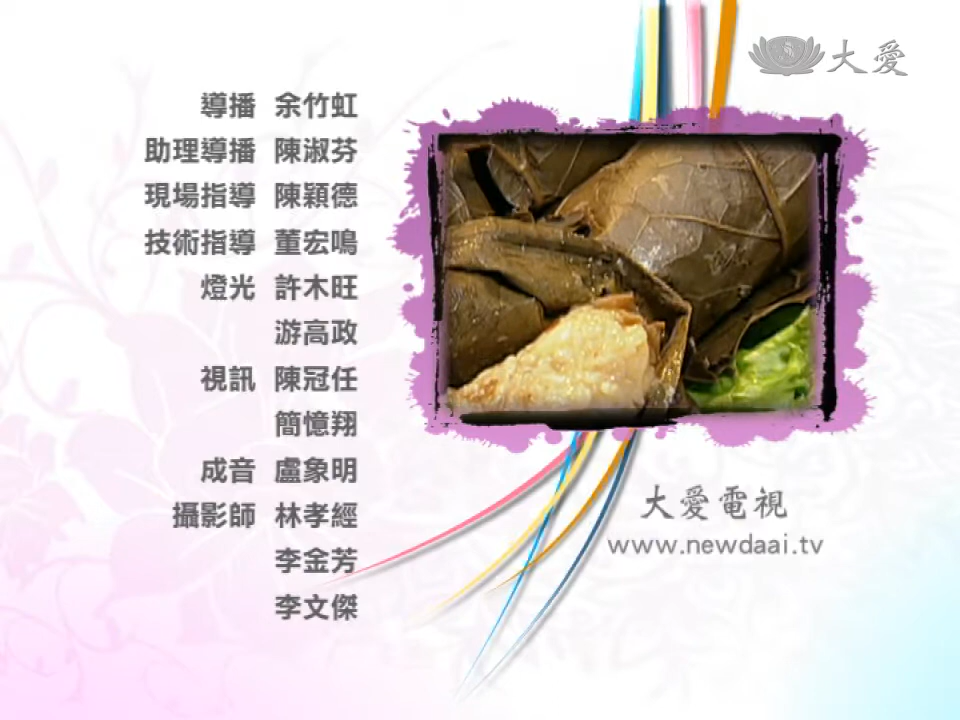 大愛
導播 余竹虹
助理導播 陳淑芬
現場指導 陳穎德
技術指導 董宏鳴
燈光 許木旺
游高政
視訊 陳冠任
簡憶翔
成音 盧象明
攝影師 林孝經
李金芳
李文傑
大愛電視
www.newdaai.tv